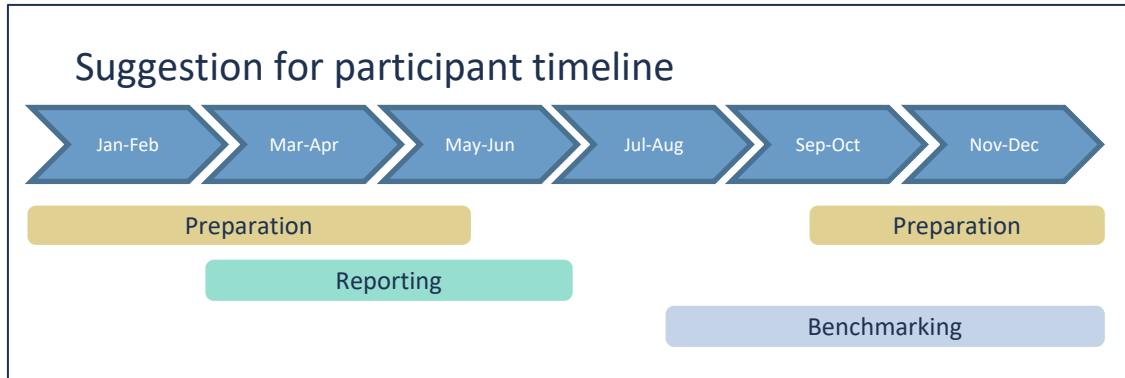 Suggestion for participant timeline
Jan-Feb
Mar-Apr
May-Jun
Jul-Aug
Sep-Oct
Nov-Dec
Preparation
Preparation
Reporting
Benchmarking